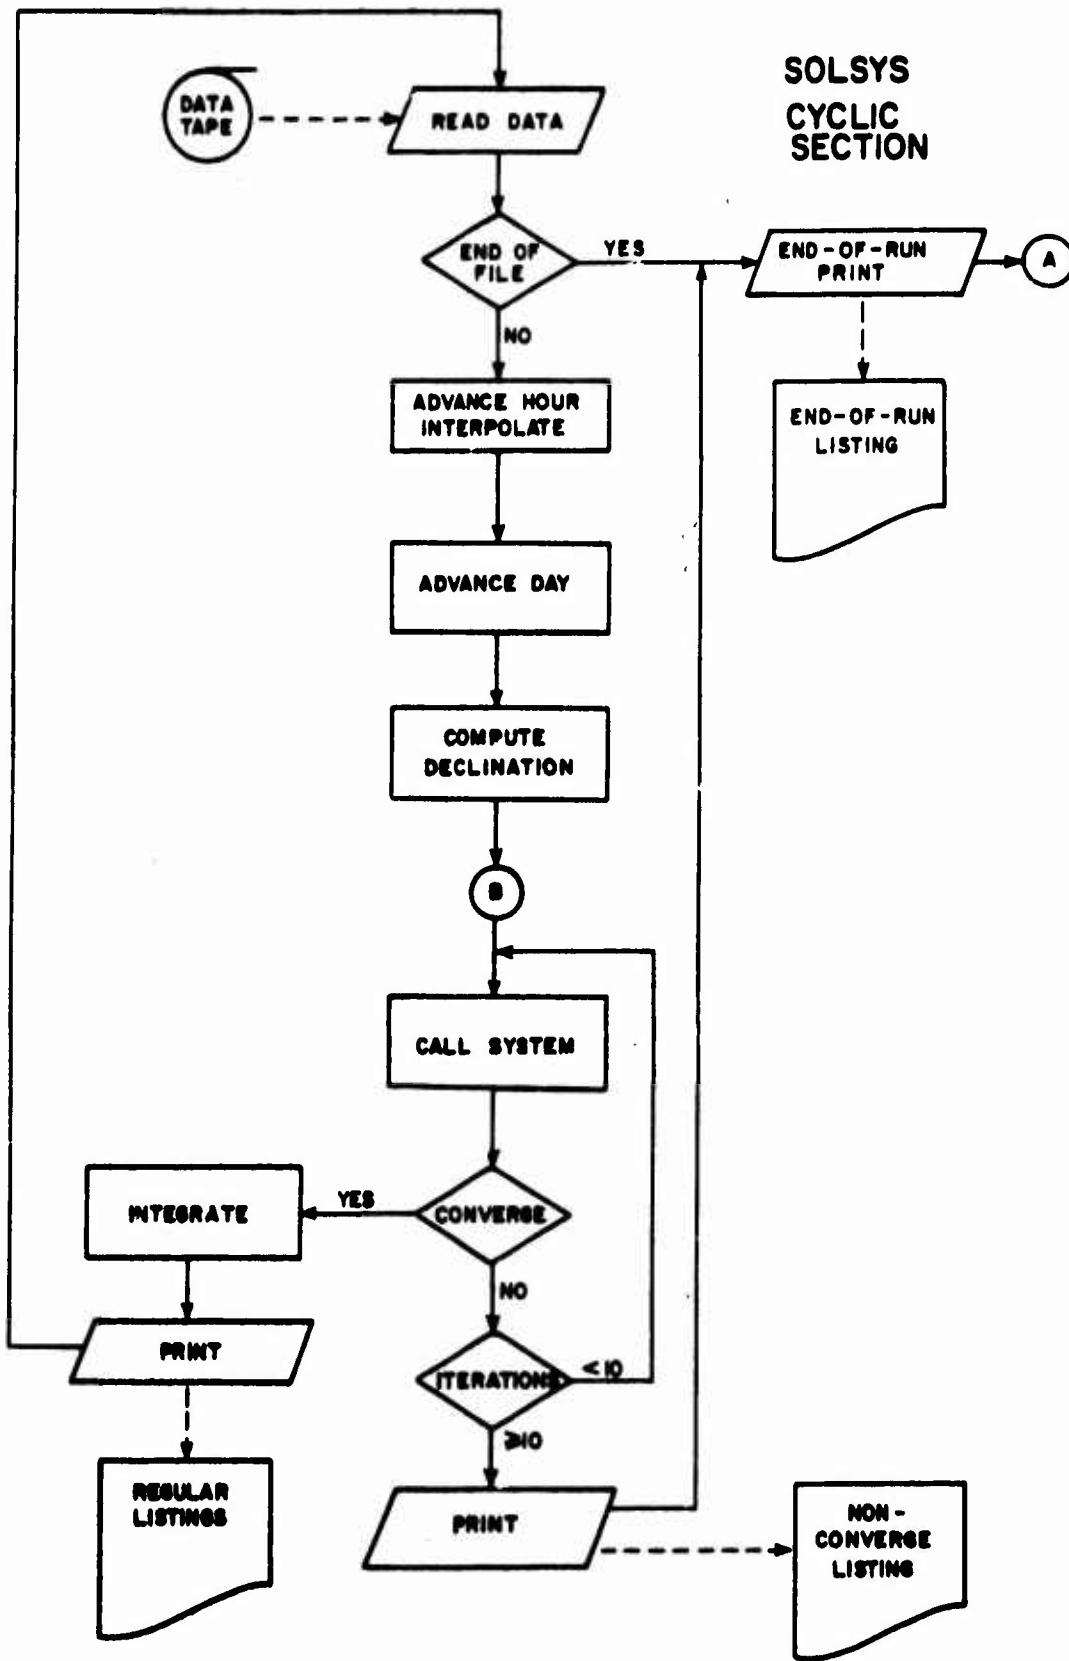 SOLSYS
CYCLIC
SECTION
DATA
TAPE
READ DATA
END OF
FILE
YES
END-OF-RUN
PRINT
A
NO
END-OF-RUN
LISTING
ADVANCE HOUR
INTERPOLATE
ADVANCE DAY
COMPUTE
DECLINATION
B
CALL SYSTEM
CONVERGE
YES
INTEGRATE
NO
PRINT
ITERATIONS
<10
≥10
REGULAR
LISTINGS
PRINT
NON-
CONVERGE
LISTING